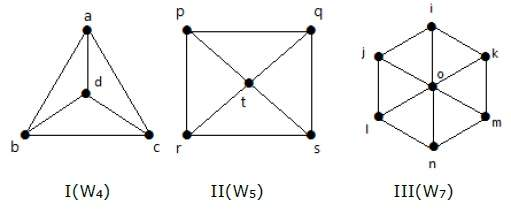 a
d
b c
I(W₄)
p q
t
r s
II(W₅)
i
j k
o
l m
n
III(W₇)